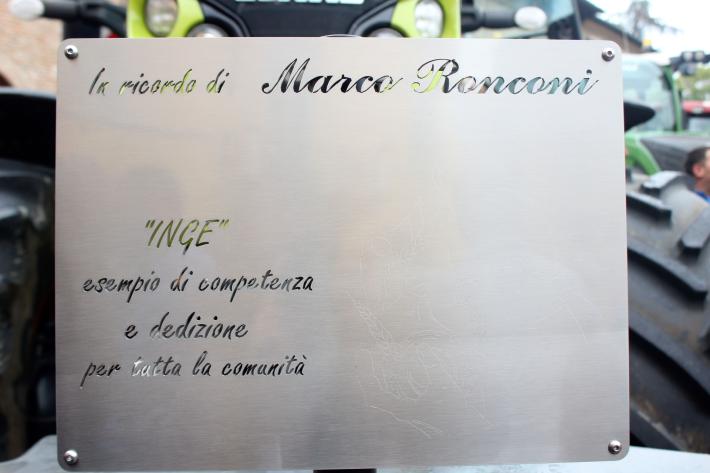 In ricordo di Marco Ronconi
"INGE"
esempio di competenza
e dedizione
per tutta la comunità